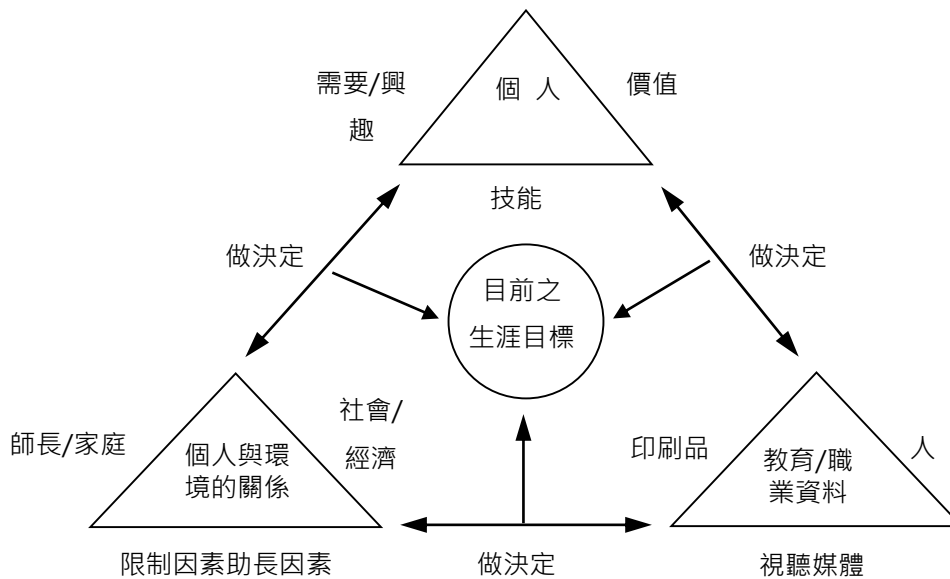 個 人
需要/興
趣
價值
技能
做決定
做決定
目前之
生涯目標
師長/家庭
個人與環
境的關係
社會/
經濟
印刷品
教育/職
業資料
人
限制因素助長因素
做決定
視聽媒體